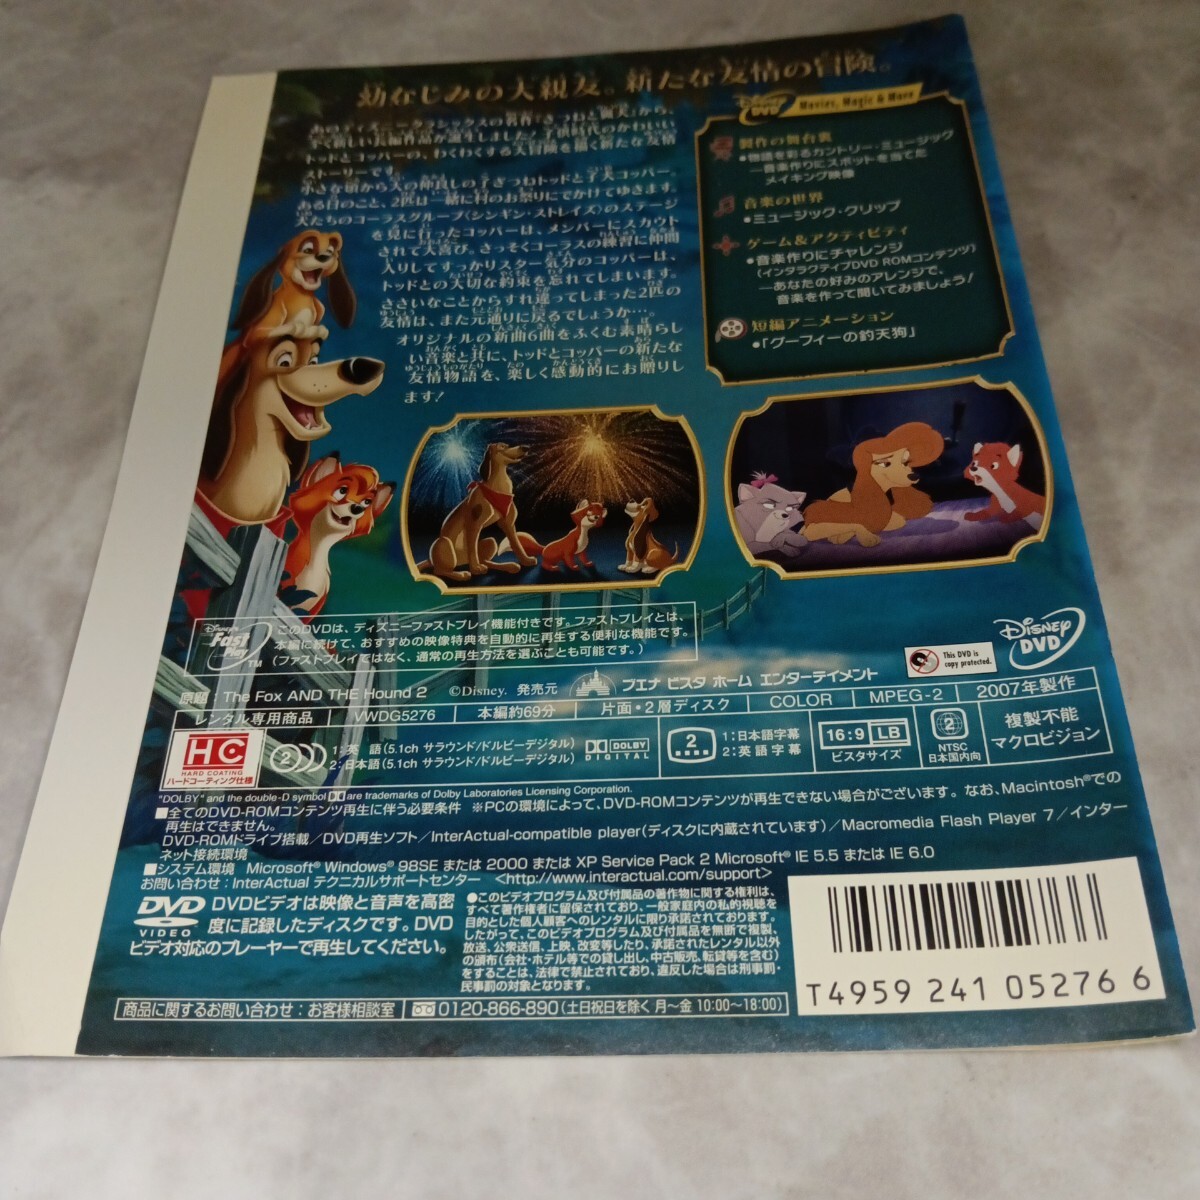 幼なじみの大親友。新たな友情の冒険。
あのディズニー・クラシックスの名作『きつねと猟犬』から、
全く新しい長編作品が誕生しました!子供時代のかわいい
トッドとコッパーの、わくわくする大冒険を描く新たな友情
ストーリーです。
小さな頃から大の仲良しの子ぎつねトッドと子犬コッパー。
ある日のこと、2匹は一緒に村のお祭りにでかけてゆきます。
犬たちのコーラスグループ〈シンギン・ストレイズ〉のステージ
を見に行ったコッパーは、メンバーにスカウト
されて大喜び。さっそくコーラスの練習に仲間
入りしてすっかりスター気分のコッパーは、
トッドとの大切な約束を忘れてしまいます。
ささいなことからすれ違ってしまった2匹の
友情は、また元通りに戻るでしょうか…。
オリジナルの新曲6曲をふくむ素晴らし
い音楽と共に、トッドとコッパーの新たな
友情物語を、楽しく感動的にお贈りし
ます!
Disney DVD Movies, Magic & More
製作の舞台裏
●物語を彩るカントリー・ミュージック
―音楽作りにスポットを当てた
メイキング映像
音楽の世界
●ミュージック・クリップ
ゲーム&アクティビティ
●音楽作りにチャレンジ
(インタラクティブDVD ROMコンテンツ)
―あなたの好みのアレンジで、
音楽を作って聞いてみましょう!
短編アニメーション
●「グーフィーの釣天狗」
Disney's Fast Play TM
このDVDは、ディズニーファストプレイ機能付きです。ファストプレイとは、
本編に続けて、おすすめの映像特典を自動的に再生する便利な機能です。
(ファストプレイではなく、通常の再生方法を選ぶことも可能です。)
This DVD is copy protected.
Disney DVD
原題：The Fox AND THE Hound 2 ©Disney. 発売元 ブエナ ビスタ ホーム エンターテイメント
レンタル専用商品 VWDG5276 本編約69分 片面・2層ディスク COLOR MPEG-2 2007年製作
HC HARD COATING ハードコーティング仕様
2 1：英 語(5.1ch サラウンド/ドルビーデジタル)
2：日本語(5.1ch サラウンド/ドルビーデジタル)
DOLBY DIGITAL
2 1：日本語字幕
2：英語字幕
16:9 LB ビスタサイズ
2 NTSC 日本国内向
複製不能 マクロビジョン
"DOLBY" and the double-D symbol are trademarks of Dolby Laboratories Licensing Corporation.
■全てのDVD-ROMコンテンツ再生に伴う必要条件 ※PCの環境によって、DVD-ROMコンテンツが再生できない場合がございます。なお、Macintosh®での
再生はできません。
DVD-ROMドライブ搭載/DVD再生ソフト/InterActual-compatible player(ディスクに内蔵されています)/Macromedia Flash Player 7/インター
ネット接続環境
■システム環境 Microsoft® Windows® 98SE または 2000 または XP Service Pack 2 Microsoft® IE 5.5 または IE 6.0
お問い合わせ：InterActual テクニカルサポートセンター <http://www.interactual.com/support>
DVD VIDEO DVDビデオは映像と音声を高密
度に記録したディスクです。DVD
ビデオ対応のプレーヤーで再生してください。
●このビデオプログラム及び付属品の著作物に関する権利は、
すべて著作権者に留保されており、一般家庭内の私的視聴を
目的とした個人顧客へのレンタルに限り承諾されております。
したがって、このビデオプログラム及び付属品を無断で複製、
放送、公衆送信、上映、改変等したり、承諾されたレンタル以外
の頒布(会社・ホテル等での貸し出し、中古販売、転貸等を含む)
をすることは、法律で禁止されており、違反した場合は刑事罰・
民事罰の対象となります。
商品に関するお問い合わせ：お客様相談室 0120-866-890(土日祝日を除く 月〜金 10:00〜18:00)
T4959 241 05276 6